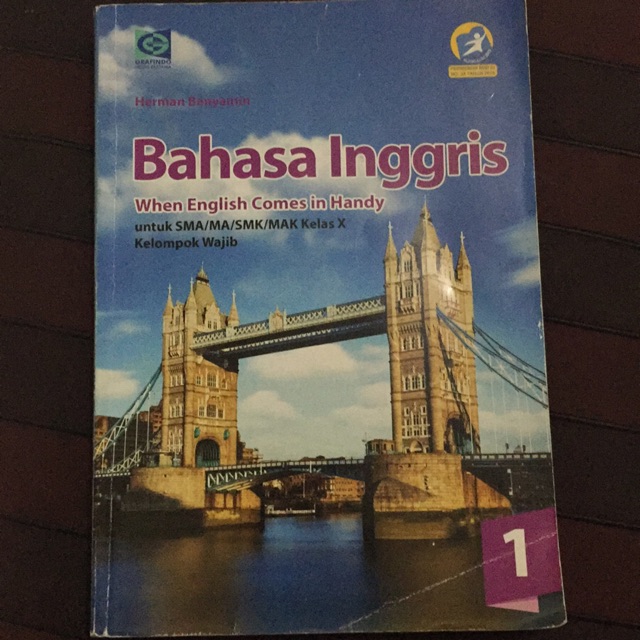 GRAFINDO
Herman Benyamin
Bahasa Inggris
When English Comes in Handy
untuk SMA/MA/SMK/MAK Kelas X
Kelompok Wajib
1